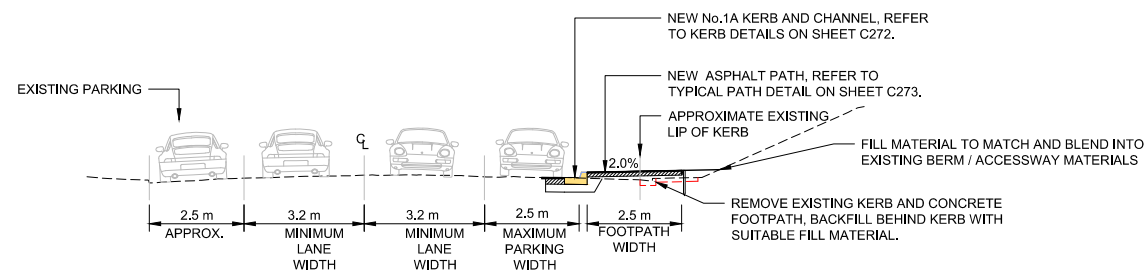 NEW No.1A KERB AND CHANNEL, REFER
TO KERB DETAILS ON SHEET C272.
EXISTING PARKING
NEW ASPHALT PATH, REFER TO
TYPICAL PATH DETAIL ON SHEET C273.
APPROXIMATE EXISTING
LIP OF KERB
℄
2.0%
FILL MATERIAL TO MATCH AND BLEND INTO
EXISTING BERM / ACCESSWAY MATERIALS
REMOVE EXISTING KERB AND CONCRETE
FOOTPATH, BACKFILL BEHIND KERB WITH
SUITABLE FILL MATERIAL.
2.5 m
APPROX.
3.2 m
MINIMUM
LANE
WIDTH
3.2 m
MINIMUM
LANE
WIDTH
2.5 m
MAXIMUM
PARKING
WIDTH
2.5 m
FOOTPATH
WIDTH